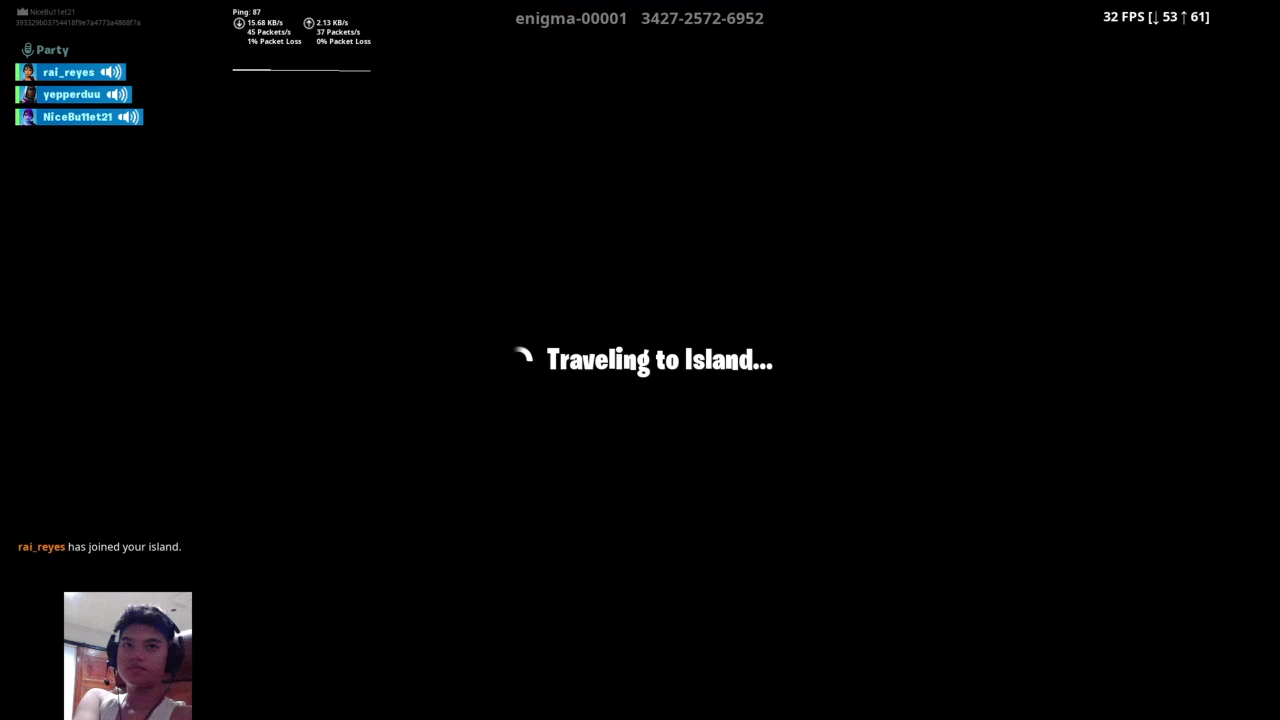 NiceBu11et21
393329b03754418f9e7a4773a4868f7a
Party
rai_reyes
yepperduu
NiceBu11et21
Ping: 87
15.68 KB/s 2.13 KB/s
45 Packets/s 37 Packets/s
1% Packet Loss 0% Packet Loss
enigma-00001 3427-2572-6952
32 FPS [↓ 53 ↑ 61]
Traveling to Island...
rai_reyes has joined your island.